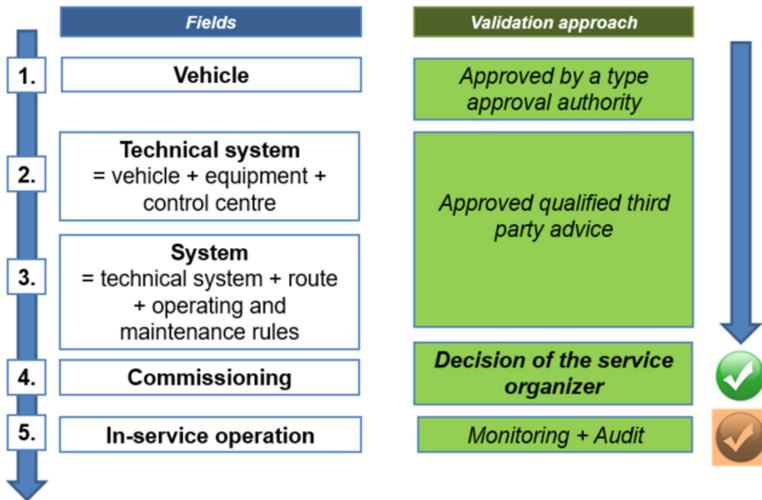 Fields
Validation approach
1.
Vehicle
Approved by a type
approval authority
2.
Technical system
= vehicle + equipment +
control centre
Approved qualified third
party advice
3.
System
= technical system + route
+ operating and
maintenance rules
4.
Commissioning
Decision of the service
organizer
5.
In-service operation
Monitoring + Audit